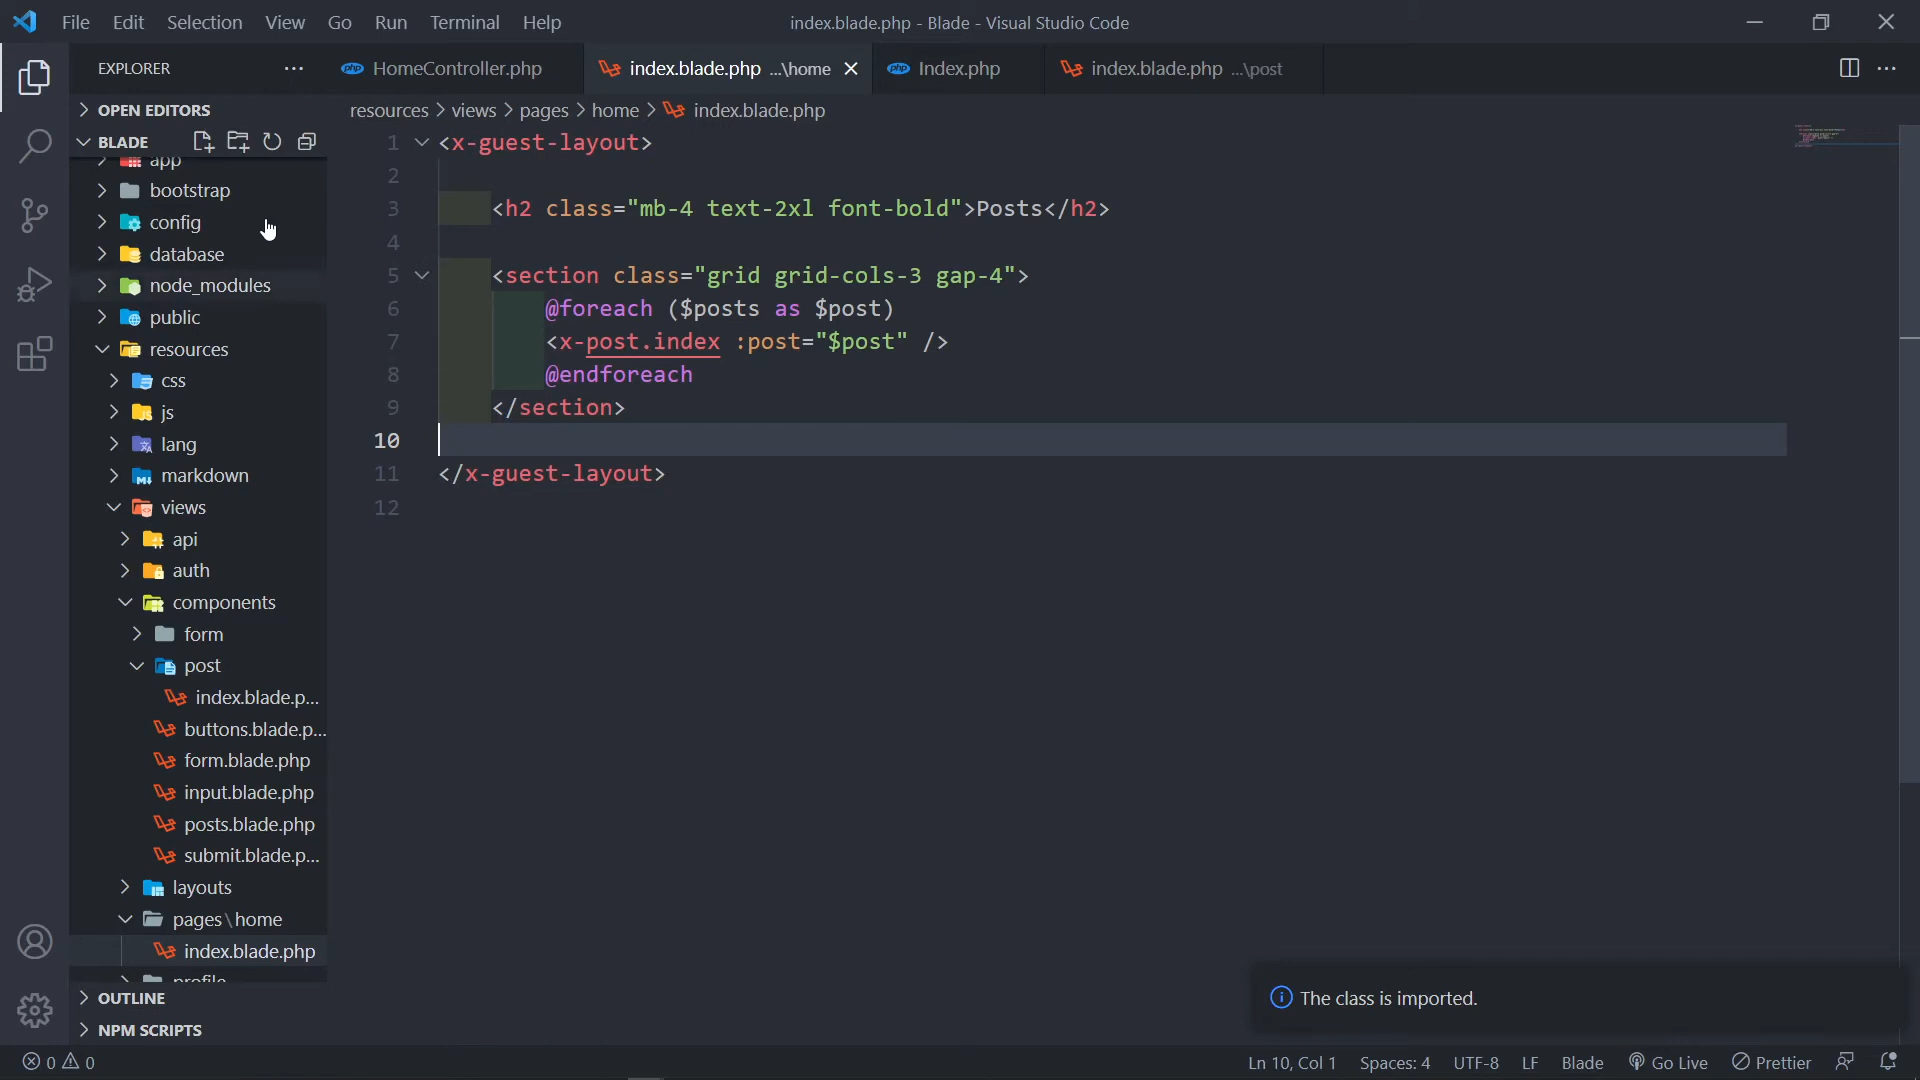 File Edit Selection View Go Run Terminal Help
index.blade.php - Blade - Visual Studio Code
EXPLORER
HomeController.php
index.blade.php ...\home
Index.php
index.blade.php ...\post
OPEN EDITORS
resources > views > pages > home > index.blade.php
BLADE
app
bootstrap
config
database
node_modules
public
resources
css
js
lang
markdown
views
api
auth
components
form
post
index.blade.p...
buttons.blade.p...
form.blade.php
input.blade.php
posts.blade.php
submit.blade.p...
layouts
pages\home
index.blade.php
profile
OUTLINE
NPM SCRIPTS
1 <x-guest-layout>
2
3 <h2 class="mb-4 text-2xl font-bold">Posts</h2>
4
5 <section class="grid grid-cols-3 gap-4">
6 @foreach ($posts as $post)
7 <x-post.index :post="$post" />
8 @endforeach
9 </section>
10
11 </x-guest-layout>
12
The class is imported.
0 0
Ln 10, Col 1 Spaces: 4 UTF-8 LF Blade Go Live Prettier